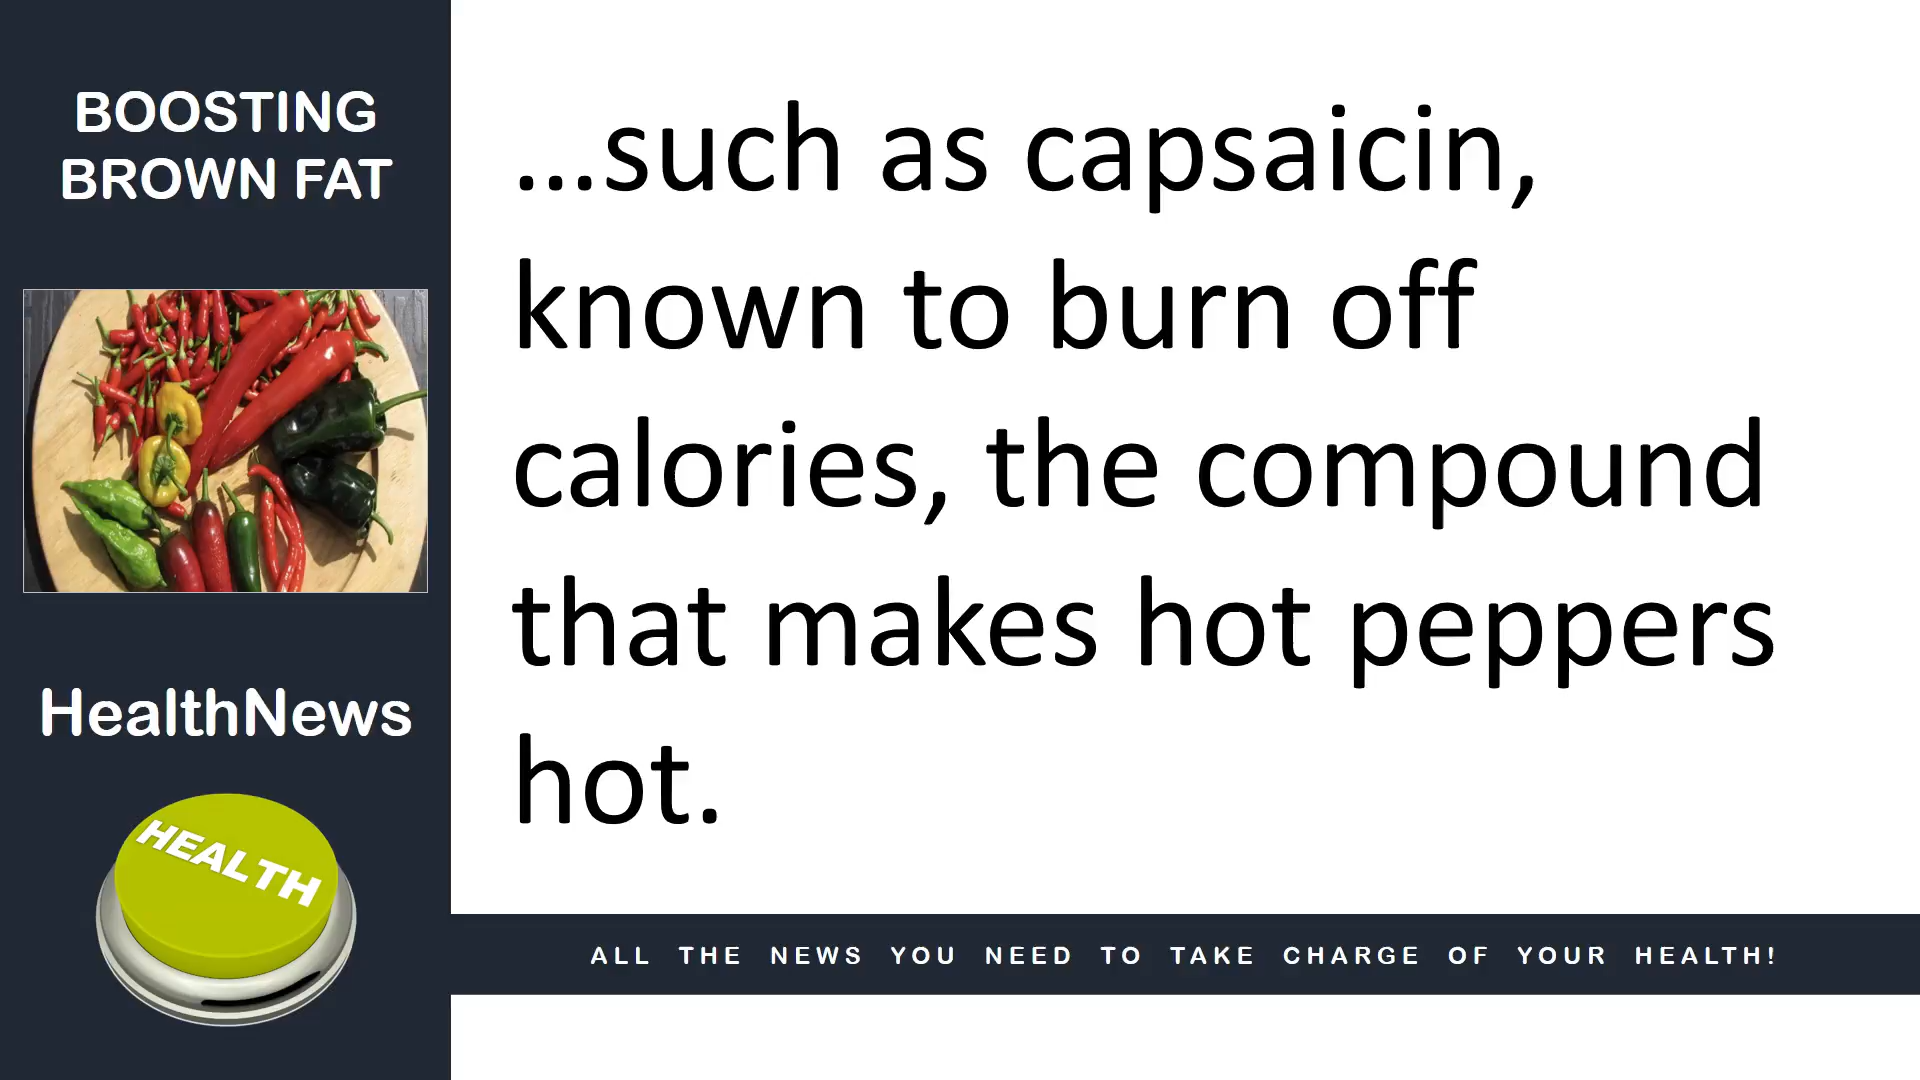 BOOSTING
BROWN FAT
HealthNews
HEALTH
...such as capsaicin,
known to burn off
calories, the compound
that makes hot peppers
hot.
ALL THE NEWS YOU NEED TO TAKE CHARGE OF YOUR HEALTH!